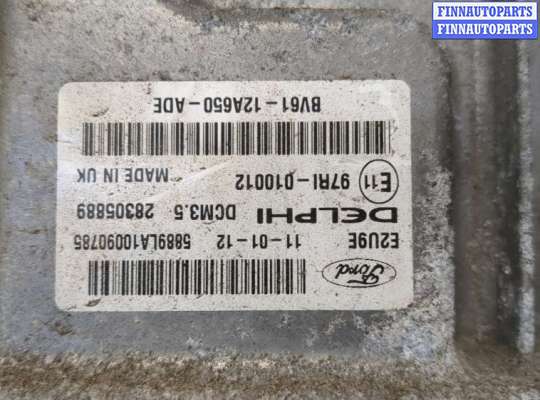 FINNAUTOPARTS
FINNAUTOPARTS
Ford
E2U9E 11-01-12 5889LA10090785
DELPHI DCM3.5 28305889
E11 97RI-010012 MADE IN UK
BV61-12A650-ADE